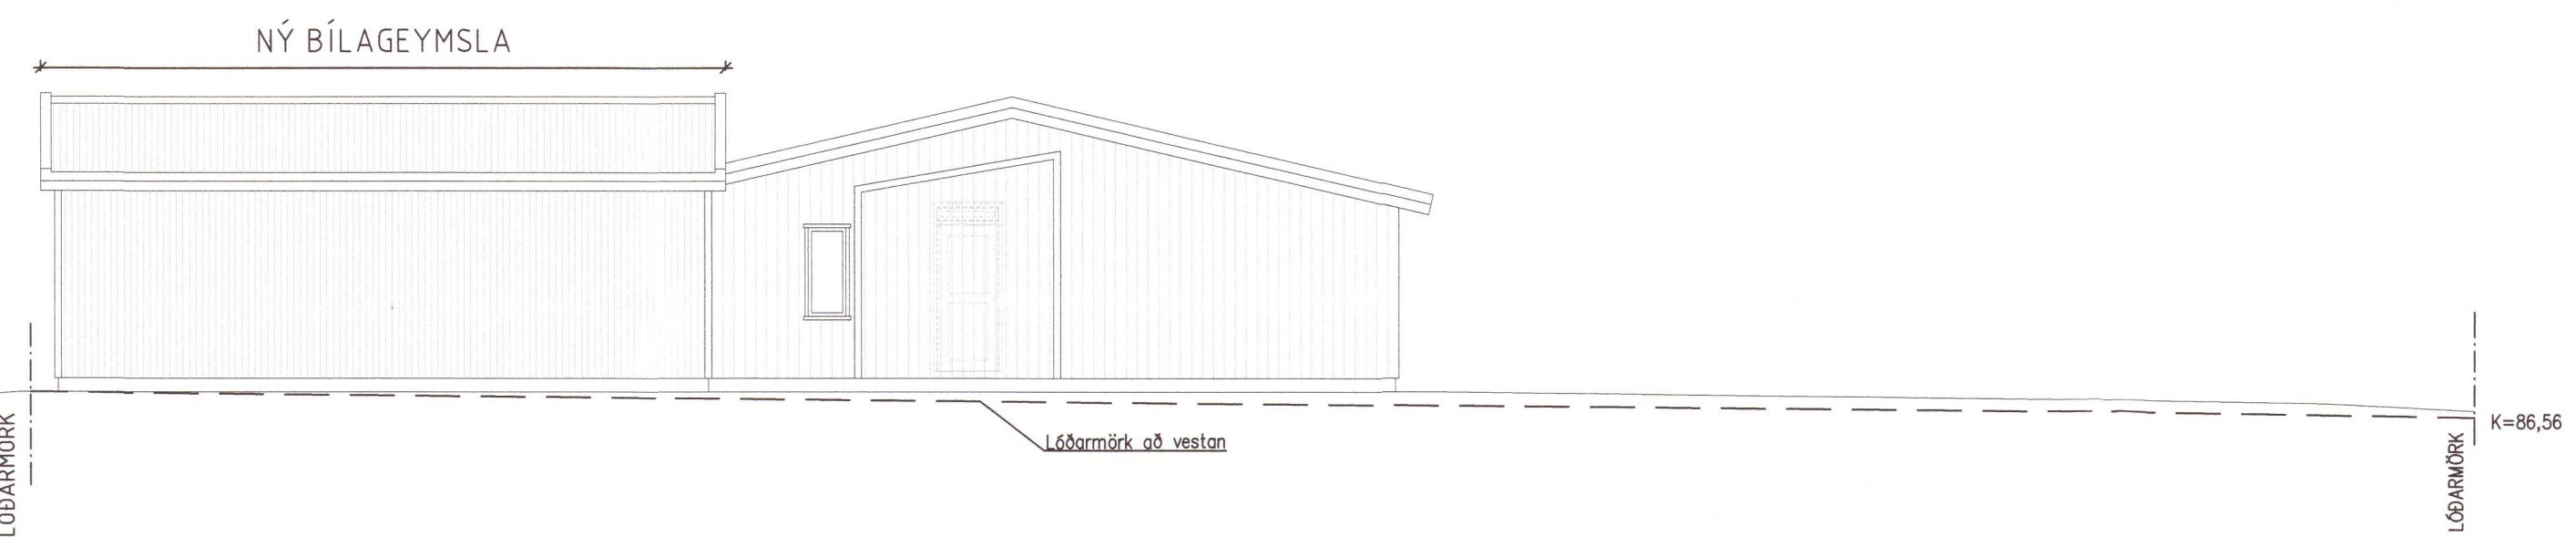 NÝ BÍLAGEYMSLA
LÓÐARMÖRK
Lóðarmörk að vestan
K=86,56
LÓÐARMÖRK